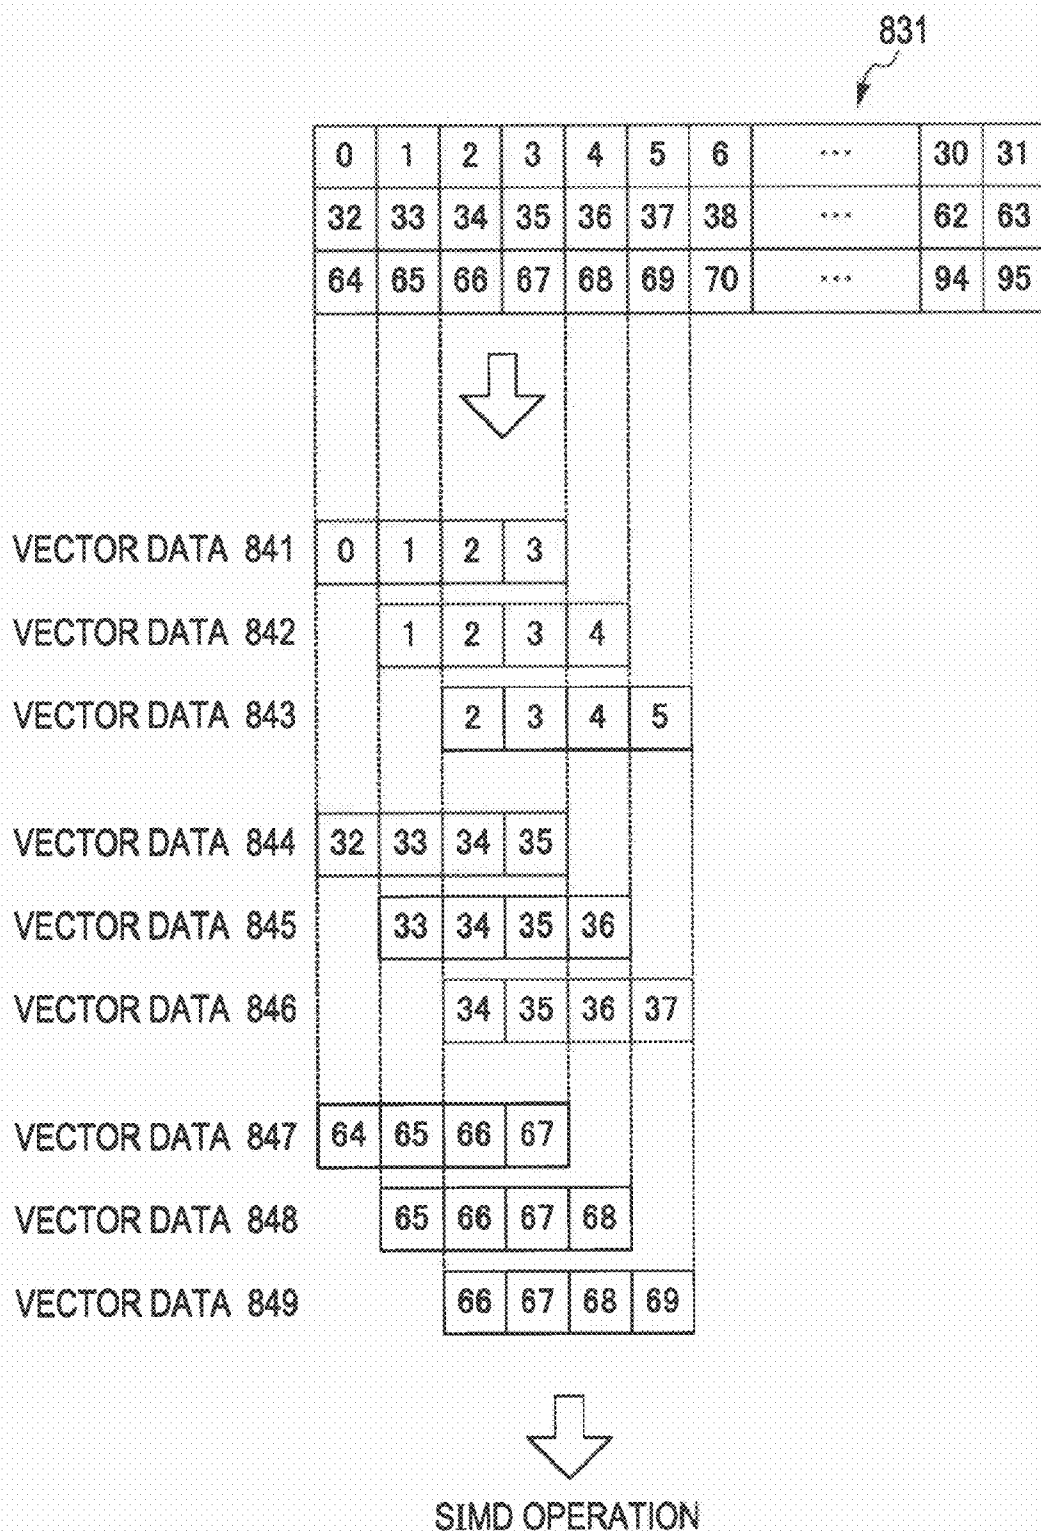 831
0 1 2 3 4 5 6 ... 30 31
32 33 34 35 36 37 38 ... 62 63
64 65 66 67 68 69 70 ... 94 95
VECTOR DATA 841 0 1 2 3
VECTOR DATA 842 1 2 3 4
VECTOR DATA 843 2 3 4 5
VECTOR DATA 844 32 33 34 35
VECTOR DATA 845 33 34 35 36
VECTOR DATA 846 34 35 36 37
VECTOR DATA 847 64 65 66 67
VECTOR DATA 848 65 66 67 68
VECTOR DATA 849 66 67 68 69
SIMD OPERATION